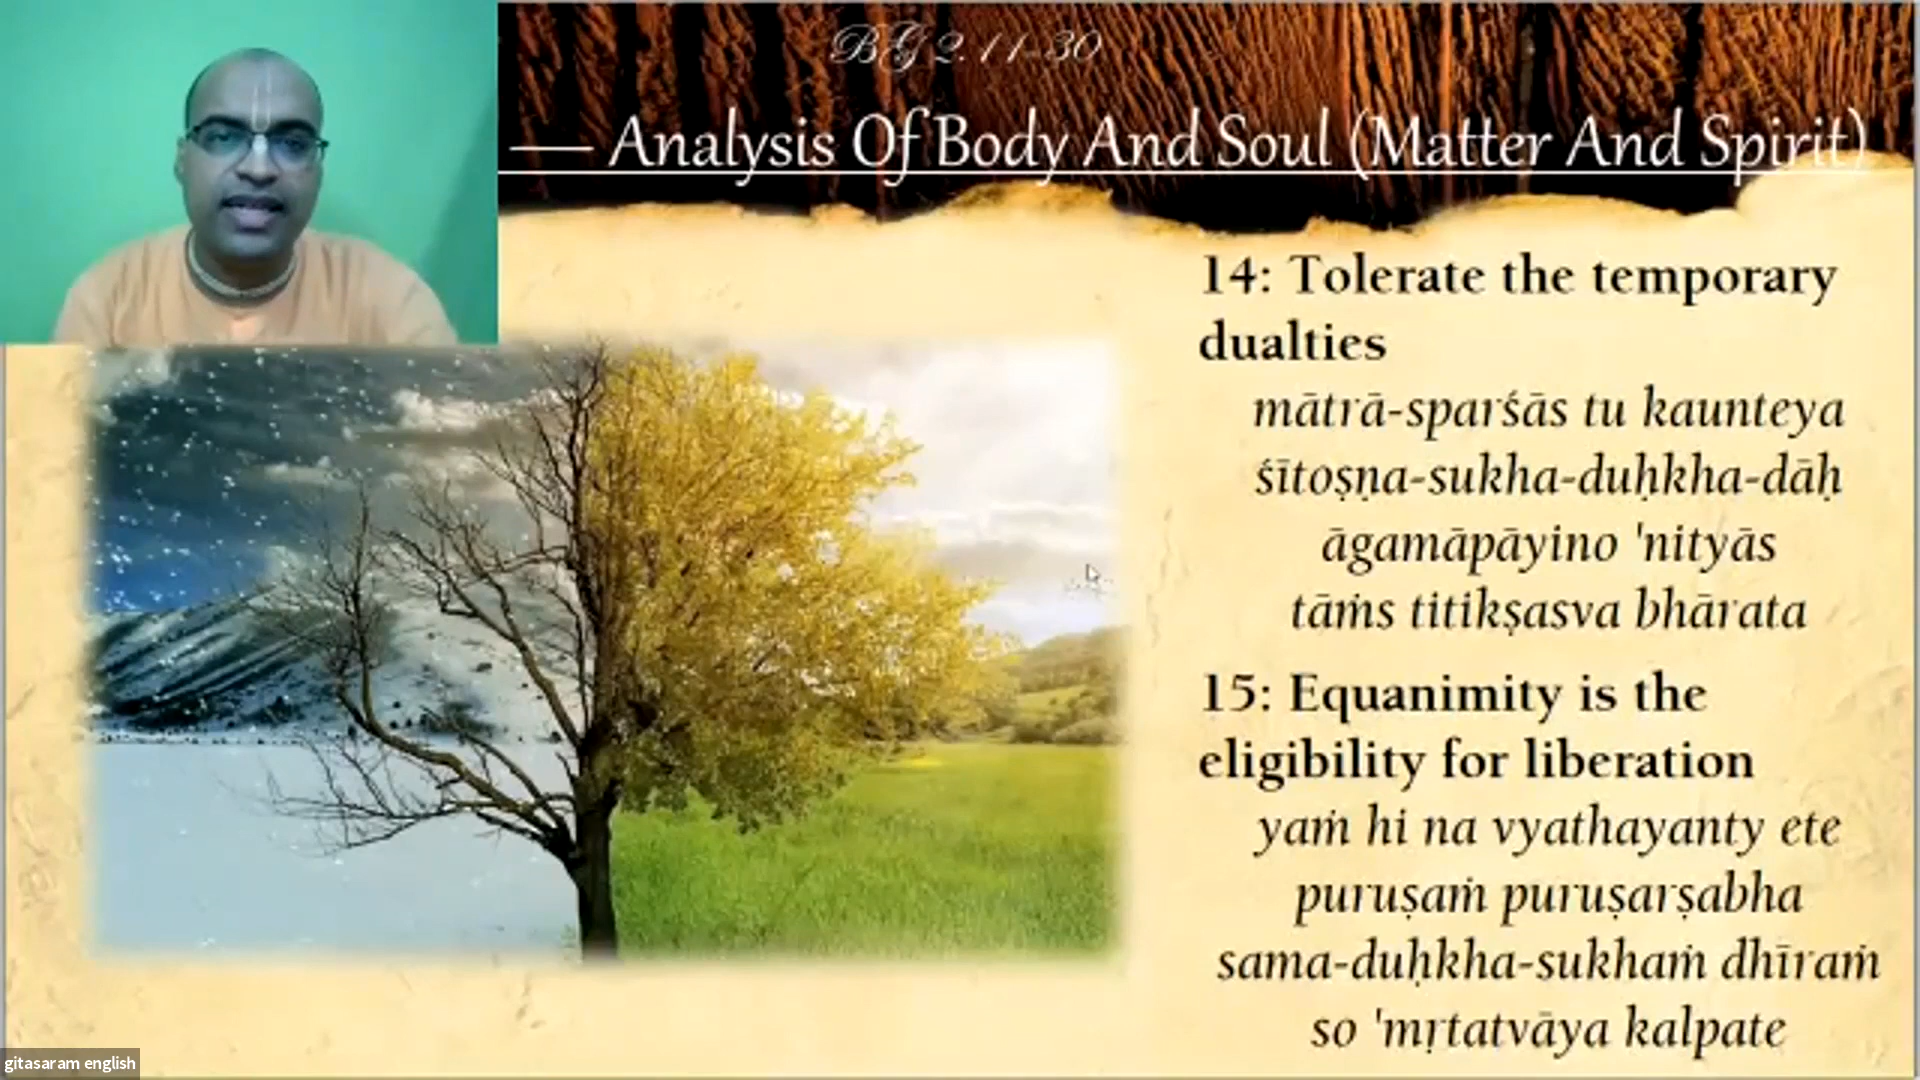 BG 2.11-30
Analysis Of Body And Soul (Matter And Spirit)
14: Tolerate the temporary
dualties
mātrā-sparśās tu kaunteya
śītoṣṇa-sukha-duḥkha-dāḥ
āgamāpāyino 'nityās
tāṁs titikṣasva bhārata
15: Equanimity is the
eligibility for liberation
yaṁ hi na vyathayanty ete
puruṣaṁ puruṣarṣabha
sama-duḥkha-sukhaṁ dhīraṁ
so 'mṛtatvāya kalpate
gitasaram english